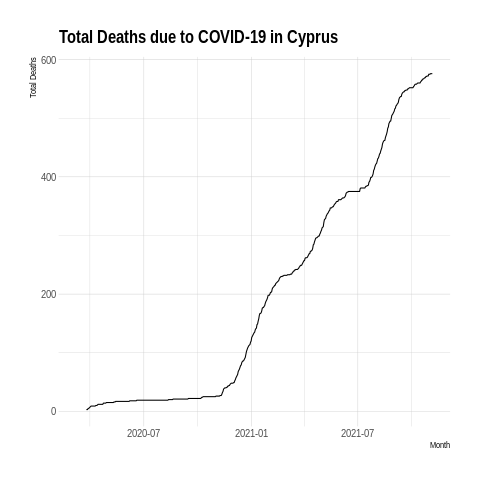 Total Deaths due to COVID-19 in Cyprus
Total Deaths
600
400
200
0
2020-07
2021-01
2021-07
Month